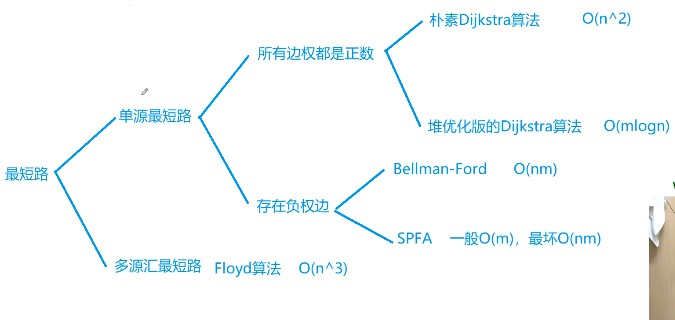 朴素Dijkstra算法 O(n^2)
所有边权都是正数
单源最短路
堆优化版的Dijkstra算法 O(mlogn)
最短路
Bellman-Ford O(nm)
存在负权边
SPFA 一般O(m)，最坏O(nm)
多源汇最短路 Floyd算法 O(n^3)